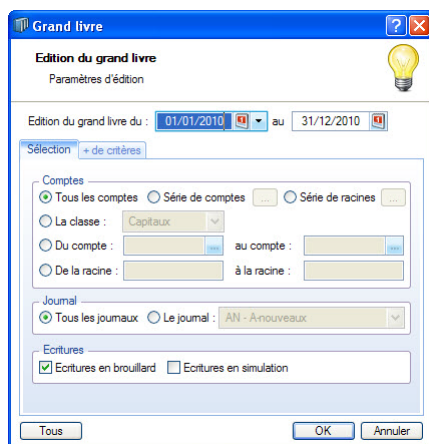 Grand livre
Edition du grand livre
Paramètres d'édition
Edition du grand livre du : 01/01/2010 au 31/12/2010
Sélection + de critères
Comptes
Tous les comptes Série de comptes ... Série de racines ...
La classe : Capitaux
Du compte : ... au compte : ...
De la racine : à la racine :
Journal
Tous les journaux Le journal : AN - A-nouveaux
Ecritures
Ecritures en brouillard Ecritures en simulation
Tous OK Annuler